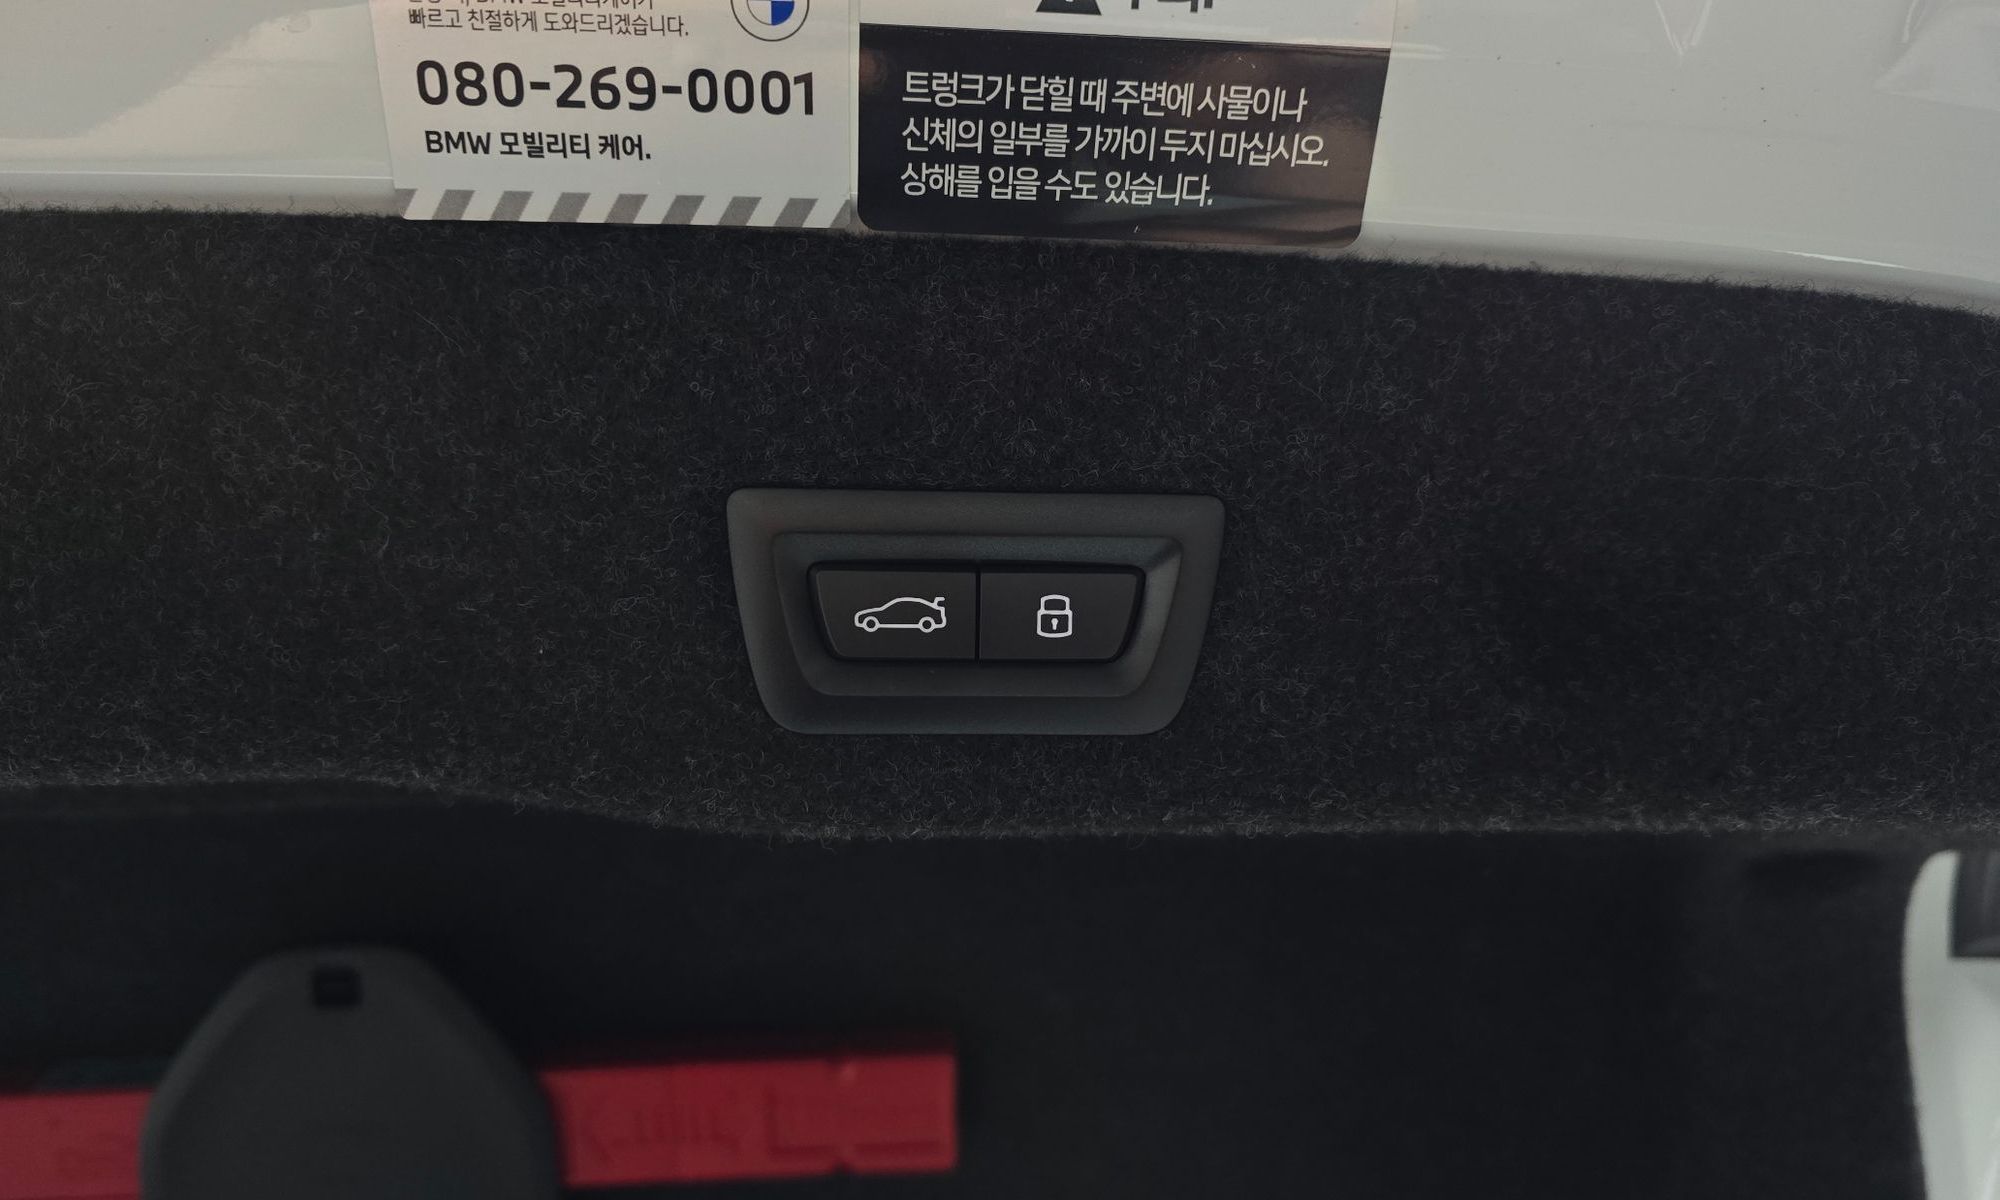 빠르고 친절하게 도와드리겠습니다.
080-269-0001
BMW 모빌리티 케어.
트렁크가 닫힐 때 주변에 사물이나
신체의 일부를 가까이 두지 마십시오.
상해를 입을 수도 있습니다.